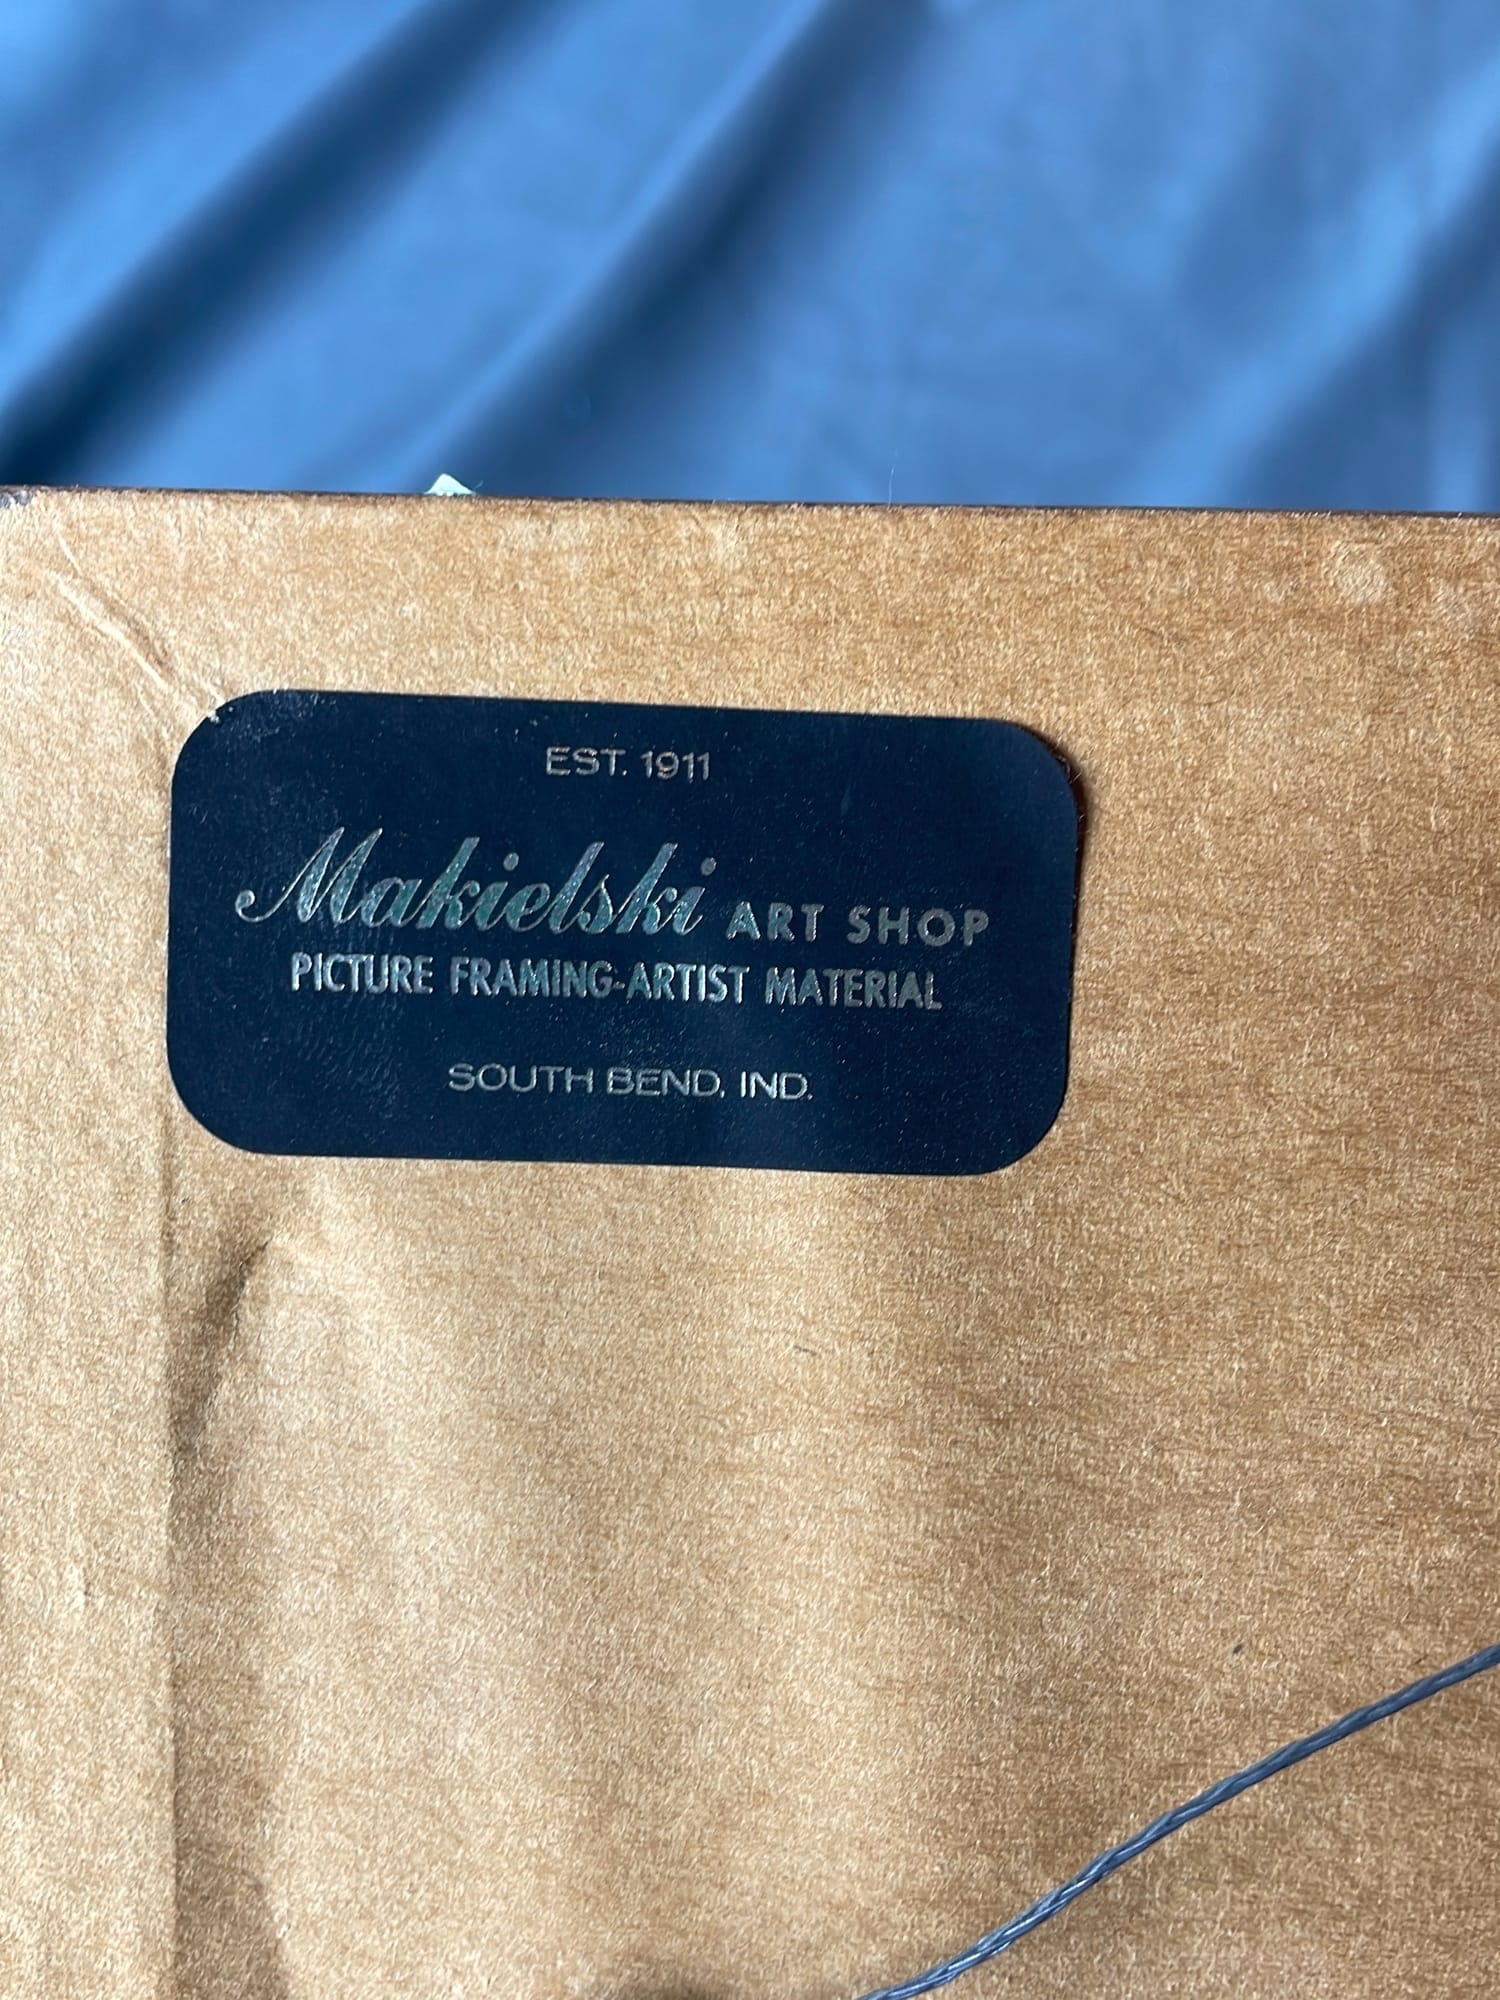 EST. 1911
Makielski ART SHOP
PICTURE FRAMING-ARTIST MATERIAL
SOUTH BEND, IND.